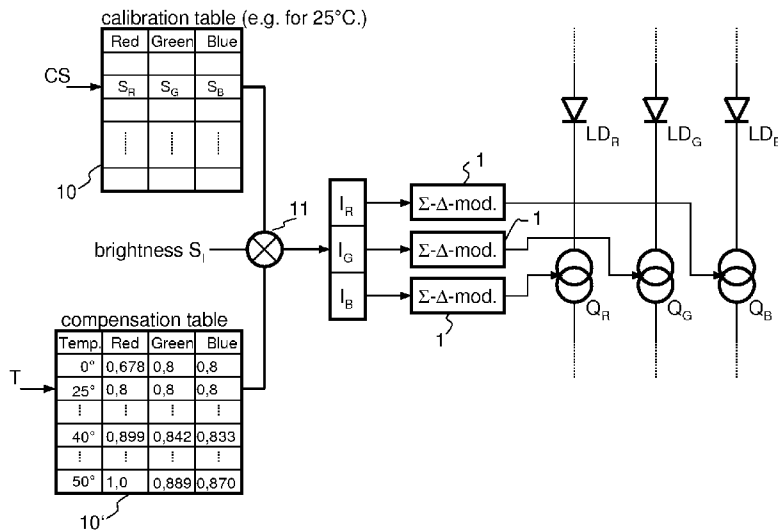 calibration table (e.g. for 25°C.)
Red Green Blue
CS
S_R S_G S_B
10
11
brightness S_I
I_R
I_G
I_B
1
Σ-Δ-mod.
1
Σ-Δ-mod.
Σ-Δ-mod.
1
LD_R LD_G LD_B
Q_R Q_G Q_B
compensation table
Temp. Red Green Blue
0° 0,678 0,8 0,8
T
25° 0,8 0,8 0,8
40° 0,899 0,842 0,833
50° 1,0 0,889 0,870
10'